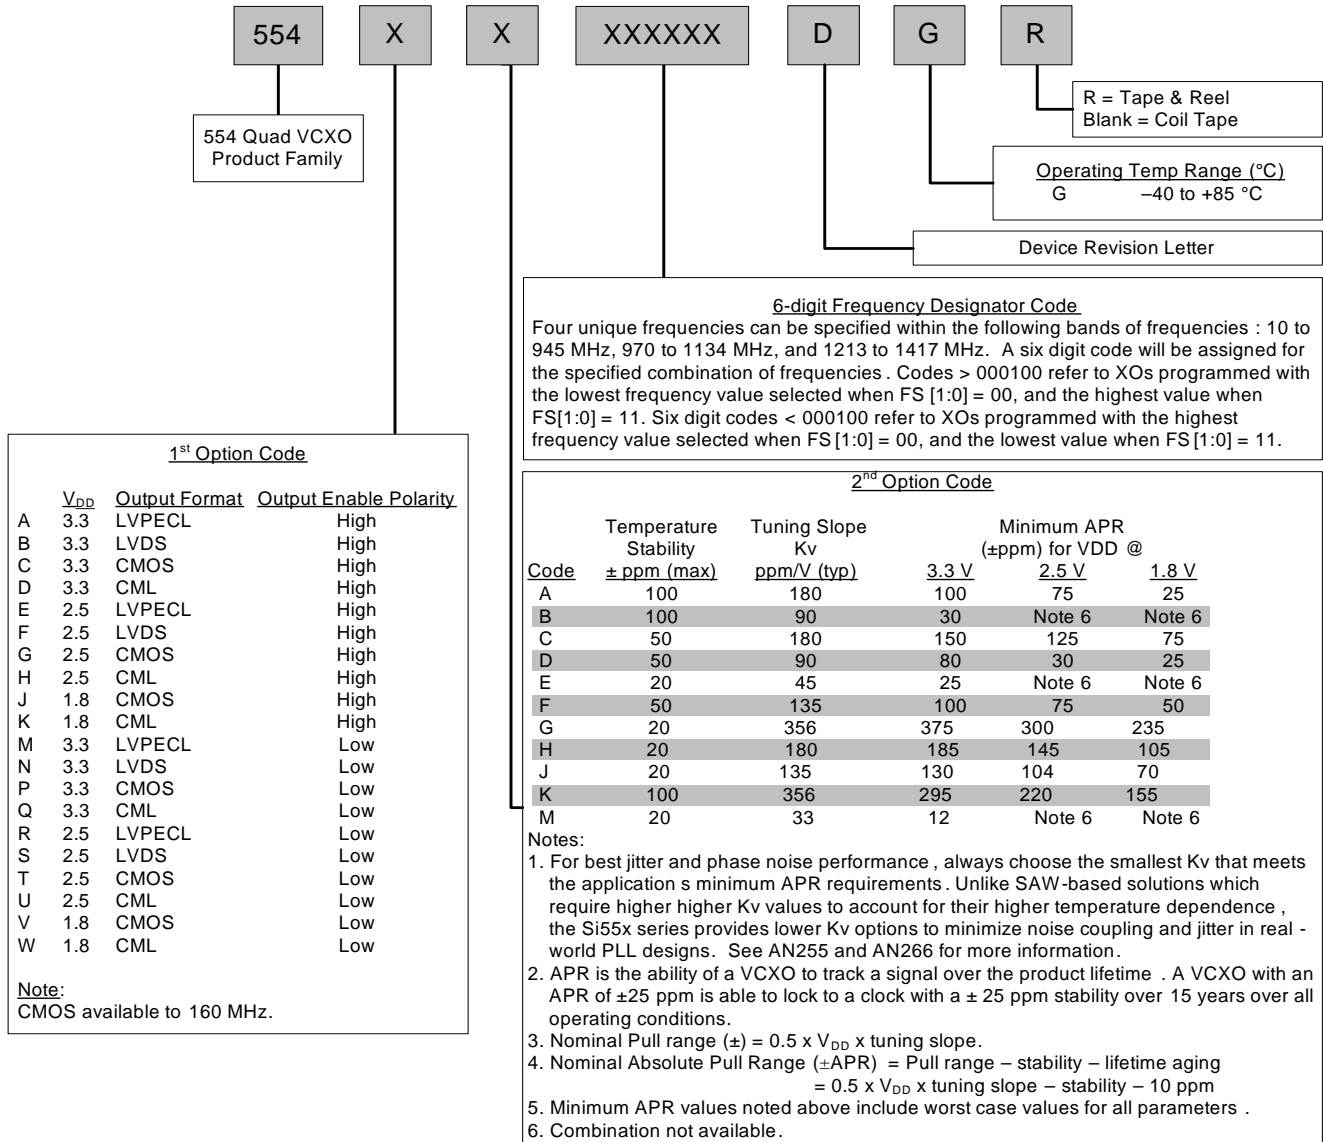 554 X X XXXXXX D G R
R = Tape & Reel
Blank = Coil Tape
554 Quad VCXO
Product Family
Operating Temp Range (°C)
G –40 to +85 °C
Device Revision Letter
6-digit Frequency Designator Code
Four unique frequencies can be specified within the following bands of frequencies : 10 to
945 MHz, 970 to 1134 MHz, and 1213 to 1417 MHz. A six digit code will be assigned for
the specified combination of frequencies . Codes > 000100 refer to XOs programmed with
the lowest frequency value selected when FS [1:0] = 00, and the highest value when
FS[1:0] = 11. Six digit codes < 000100 refer to XOs programmed with the highest
frequency value selected when FS [1:0] = 00, and the lowest value when FS [1:0] = 11.
1st Option Code
VDD Output Format Output Enable Polarity
A 3.3 LVPECL High
B 3.3 LVDS High
C 3.3 CMOS High
D 3.3 CML High
E 2.5 LVPECL High
F 2.5 LVDS High
G 2.5 CMOS High
H 2.5 CML High
J 1.8 CMOS High
K 1.8 CML High
M 3.3 LVPECL Low
N 3.3 LVDS Low
P 3.3 CMOS Low
Q 3.3 CML Low
R 2.5 LVPECL Low
S 2.5 LVDS Low
T 2.5 CMOS Low
U 2.5 CML Low
V 1.8 CMOS Low
W 1.8 CML Low
Note:
CMOS available to 160 MHz.
2nd Option Code
Temperature Tuning Slope Minimum APR
Stability Kv (±ppm) for VDD @
Code ± ppm (max) ppm/V (typ) 3.3 V 2.5 V 1.8 V
A 100 180 100 75 25
B 100 90 30 Note 6 Note 6
C 50 180 150 125 75
D 50 90 80 30 25
E 20 45 25 Note 6 Note 6
F 50 135 100 75 50
G 20 356 375 300 235
H 20 180 185 145 105
J 20 135 130 104 70
K 100 356 295 220 155
M 20 33 12 Note 6 Note 6
Notes:
1. For best jitter and phase noise performance , always choose the smallest Kv that meets
the application s minimum APR requirements . Unlike SAW -based solutions which
require higher higher Kv values to account for their higher temperature dependence ,
the Si55x series provides lower Kv options to minimize noise coupling and jitter in real -
world PLL designs. See AN255 and AN266 for more information.
2. APR is the ability of a VCXO to track a signal over the product lifetime . A VCXO with an
APR of ±25 ppm is able to lock to a clock with a ± 25 ppm stability over 15 years over all
operating conditions.
3. Nominal Pull range (±) = 0.5 x VDD x tuning slope.
4. Nominal Absolute Pull Range (±APR) = Pull range – stability – lifetime aging
= 0.5 x VDD x tuning slope – stability – 10 ppm
5. Minimum APR values noted above include worst case values for all parameters .
6. Combination not available.